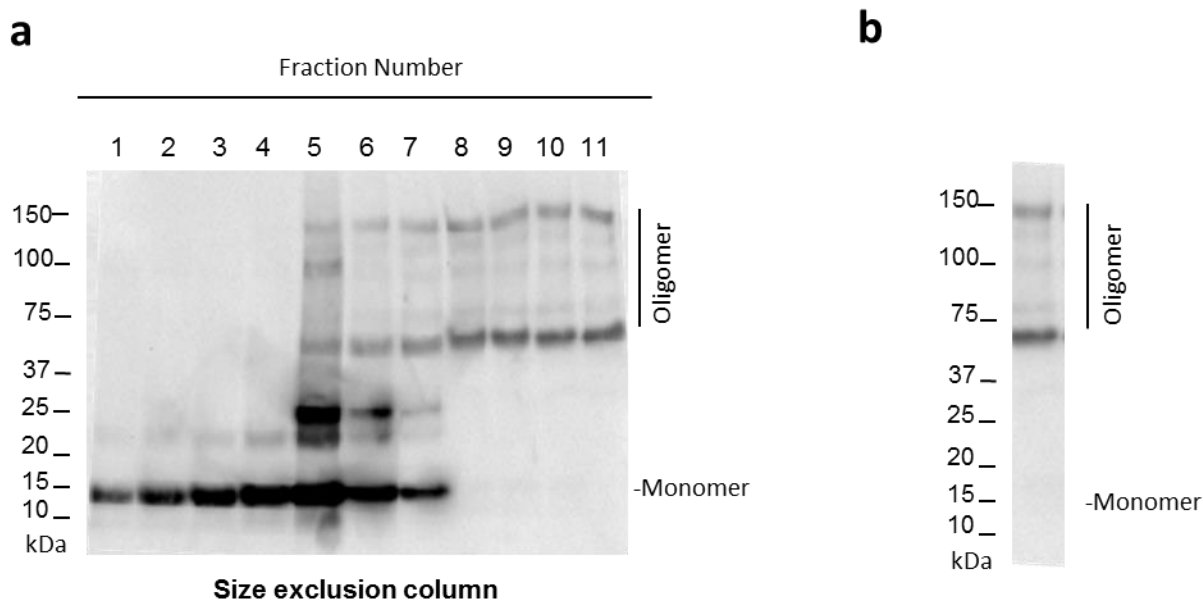 a
Fraction Number
1 2 3 4 5 6 7 8 9 10 11
150
100
75
37
25
20
15
10
kDa
Oligomer
-Monomer
Size exclusion column
b
150
100
75
37
25
20
15
10
kDa
Oligomer
-Monomer